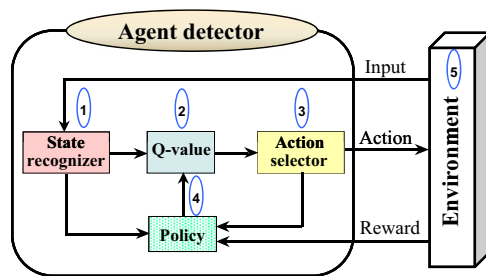 Agent detector
Input
1
2
3
5
State
recognizer
Q-value
Action
selector
Action
Environment
4
Policy
Reward